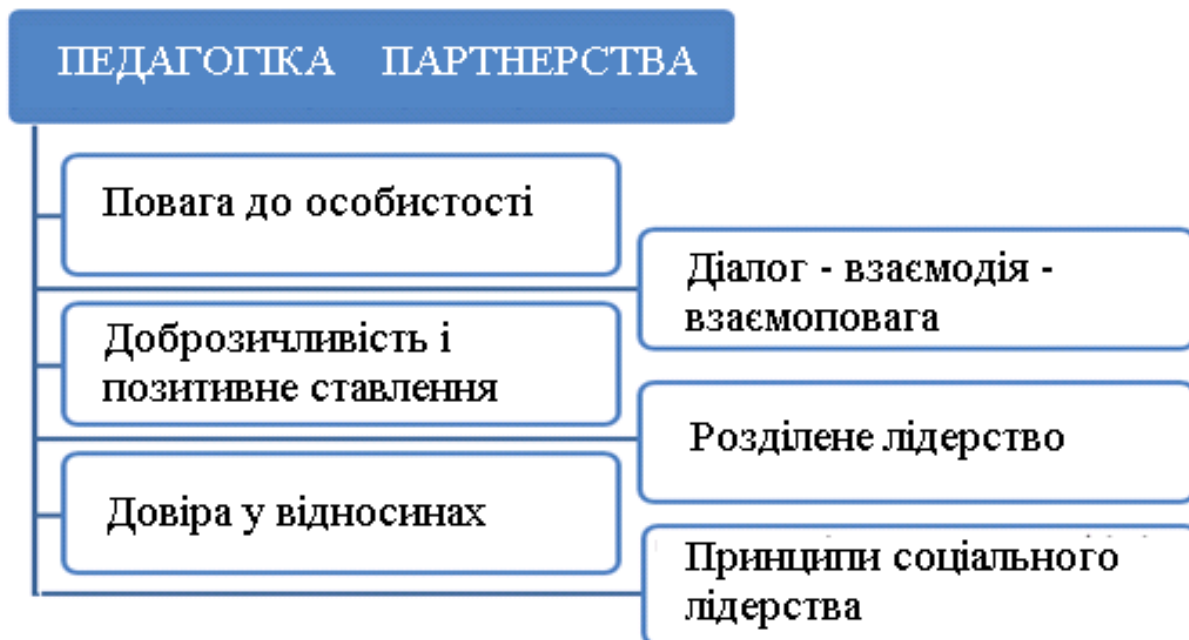 ПЕДАГОГІКА ПАРТНЕРСТВА
Повага до особистості
Діалог - взаємодія -
взаємоповага
Доброзичливість і
позитивне ставлення
Розділене лідерство
Довіра у відносинах
Принципи соціального
лідерства